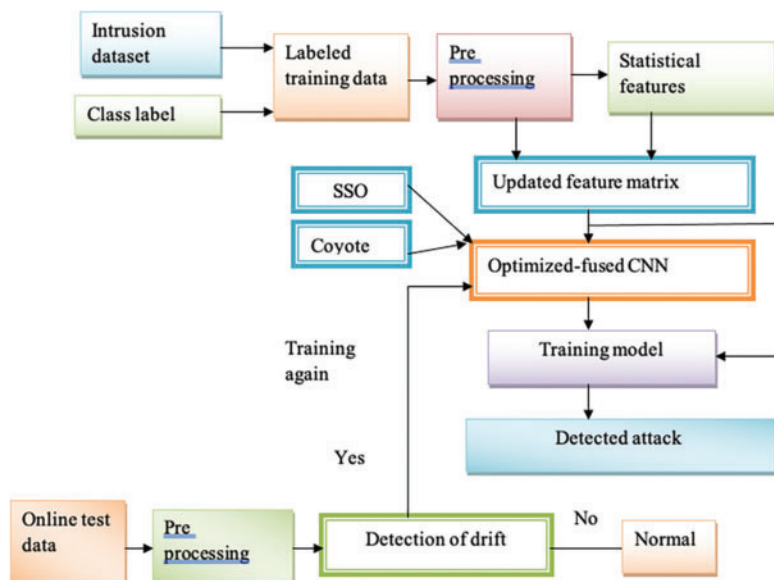 Intrusion
dataset
Labeled
training data
Pre
processing
Statistical
features
Class label
Updated feature matrix
SSO
Coyote
Optimized-fused CNN
Training
again
Training model
Yes
Detected attack
Online test
data
Pre
processing
Detection of drift
No
Normal